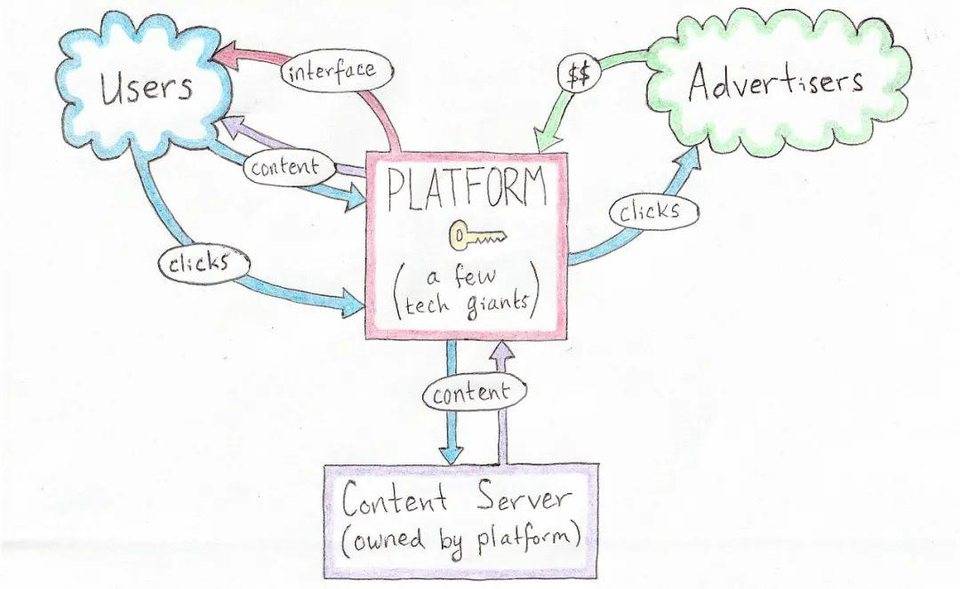 Users
interface
$$
Advertisers
content
PLATFORM
(a few
tech giants)
clicks
clicks
content
Content Server
(owned by platform)